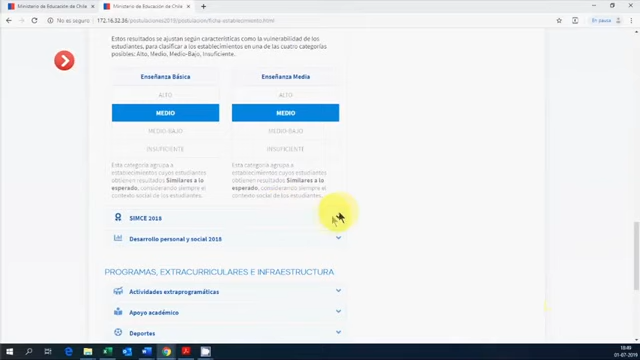 Ministerio de Educación de Chile
Ministerio de Educación de Chile
No seguro
172.16.32.36/postulaciones2019/postulacion/ficha-establecimiento.html
En pausa
Estos resultados se ajustan según características como la vulnerabilidad de los
estudiantes, para clasificar a los establecimientos en una de las cuatro categorías
posibles: Alto, Medio, Medio-Bajo, Insuficiente.
Enseñanza Básica
ALTO
MEDIO
MEDIO-BAJO
INSUFICIENTE
Esta categoría agrupa a
establecimientos cuyos estudiantes
obtienen resultados Similares a lo
esperado, considerando siempre el
contexto social de los estudiantes.
Enseñanza Media
ALTO
MEDIO
MEDIO-BAJO
INSUFICIENTE
Esta categoría agrupa a
establecimientos cuyos estudiantes
obtienen resultados Similares a lo
esperado, considerando siempre el
contexto social de los estudiantes.
SIMCE 2018
Desarrollo personal y social 2018
PROGRAMAS, EXTRACURRICULARES E INFRAESTRUCTURA
Actividades extraprogramáticas
Apoyo académico
Deportes
18:49
01-07-2019